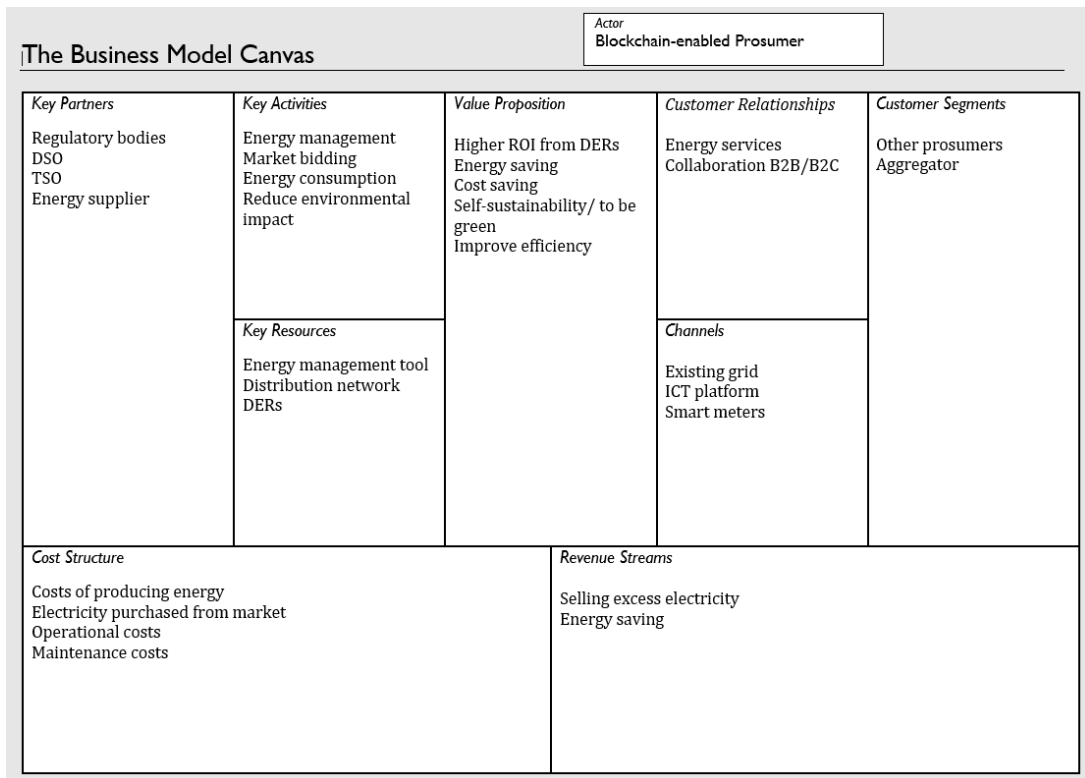 The Business Model Canvas
Actor
Blockchain-enabled Prosumer
Key Partners
Regulatory bodies
DSO
TSO
Energy supplier
Key Activities
Energy management
Market bidding
Energy consumption
Reduce environmental
impact
Key Resources
Energy management tool
Distribution network
DERs
Value Proposition
Higher ROI from DERs
Energy saving
Cost saving
Self-sustainability/ to be
green
Improve efficiency
Customer Relationships
Energy services
Collaboration B2B/B2C
Channels
Existing grid
ICT platform
Smart meters
Customer Segments
Other prosumers
Aggregator
Cost Structure
Costs of producing energy
Electricity purchased from market
Operational costs
Maintenance costs
Revenue Streams
Selling excess electricity
Energy saving